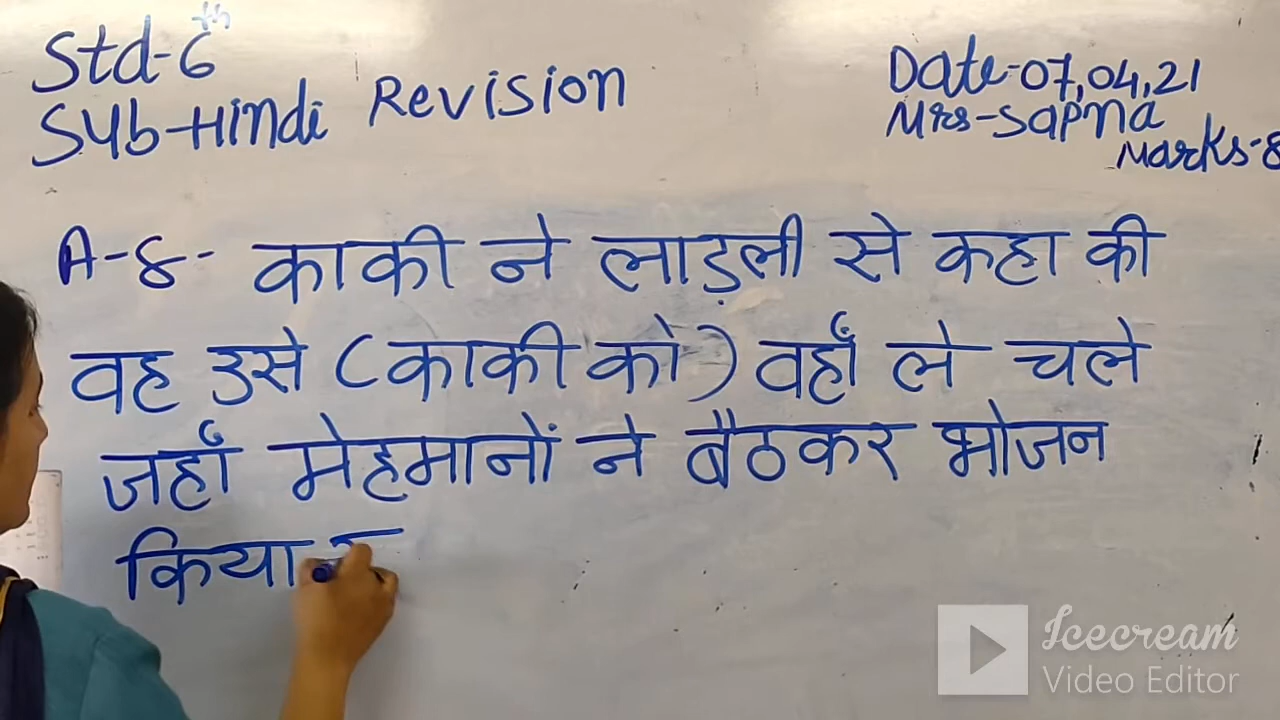 Std-6th
Sub-Hindi Revision
Date-07,04,21
Mrs-Sapna
Marks-8
A-8- काकी ने लाड़ली से कहा की
वह उसे (काकी को) वहाँ ले चले
जहाँ मेहमानों ने बैठकर भोजन
किया
Icecream
Video Editor